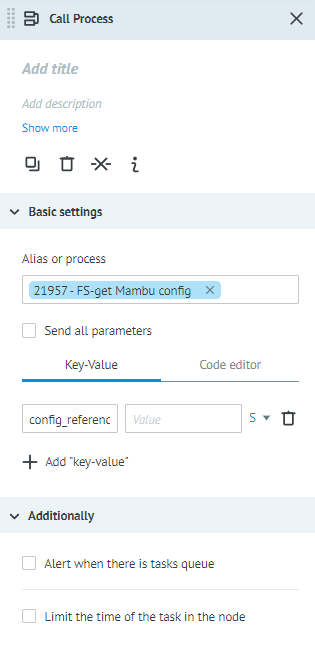 Call Process
Add title
Add description
Show more
Basic settings
Alias or process
21957 - FS-get Mambu config
Send all parameters
Key-Value Code editor
config_referenc Value S
Add "key-value"
Additionally
Alert when there is tasks queue
Limit the time of the task in the node